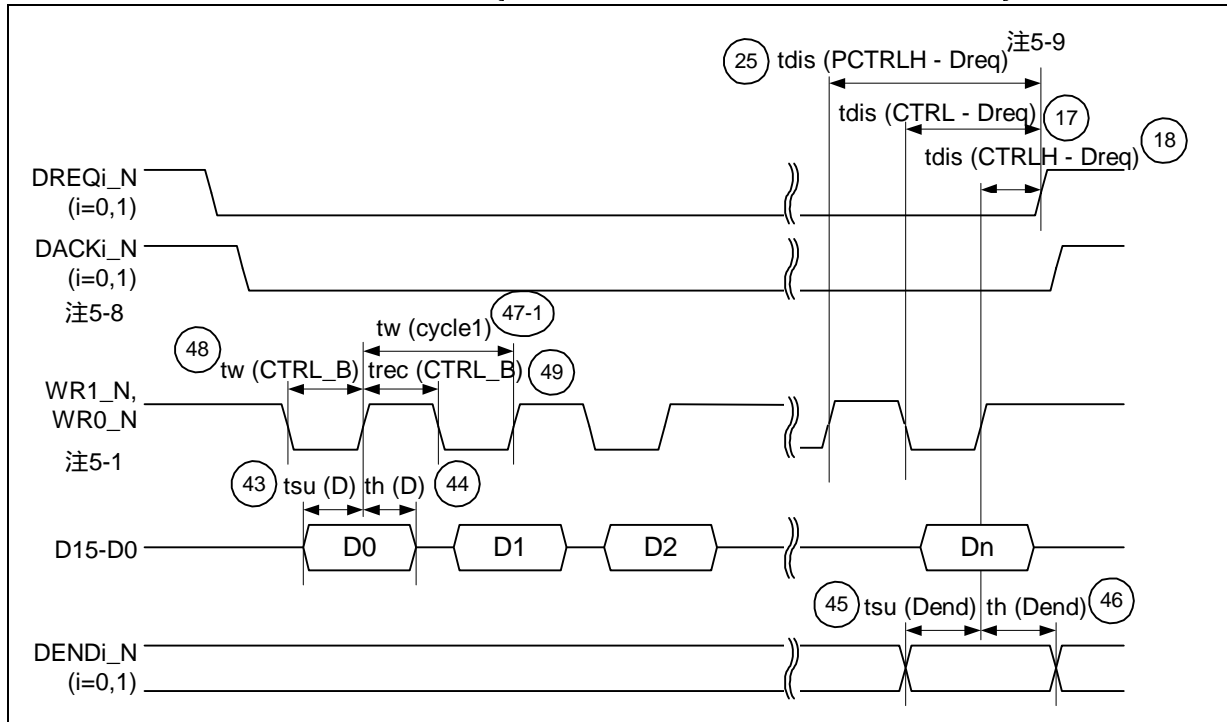 25 tdis (PCTRLH - Dreq) 注5-9
tdis (CTRL - Dreq) 17
tdis (CTRLH - Dreq) 18
DREQi_N
(i=0,1)
DACKi_N
(i=0,1)
注5-8
47-1
tw (cycle1)
48 tw (CTRL_B) trec (CTRL_B) 49
WR1_N,
WR0_N
注5-1
43 tsu (D) th (D) 44
D15-D0 D0 D1 D2 Dn
45 tsu (Dend) th (Dend) 46
DENDi_N
(i=0,1)